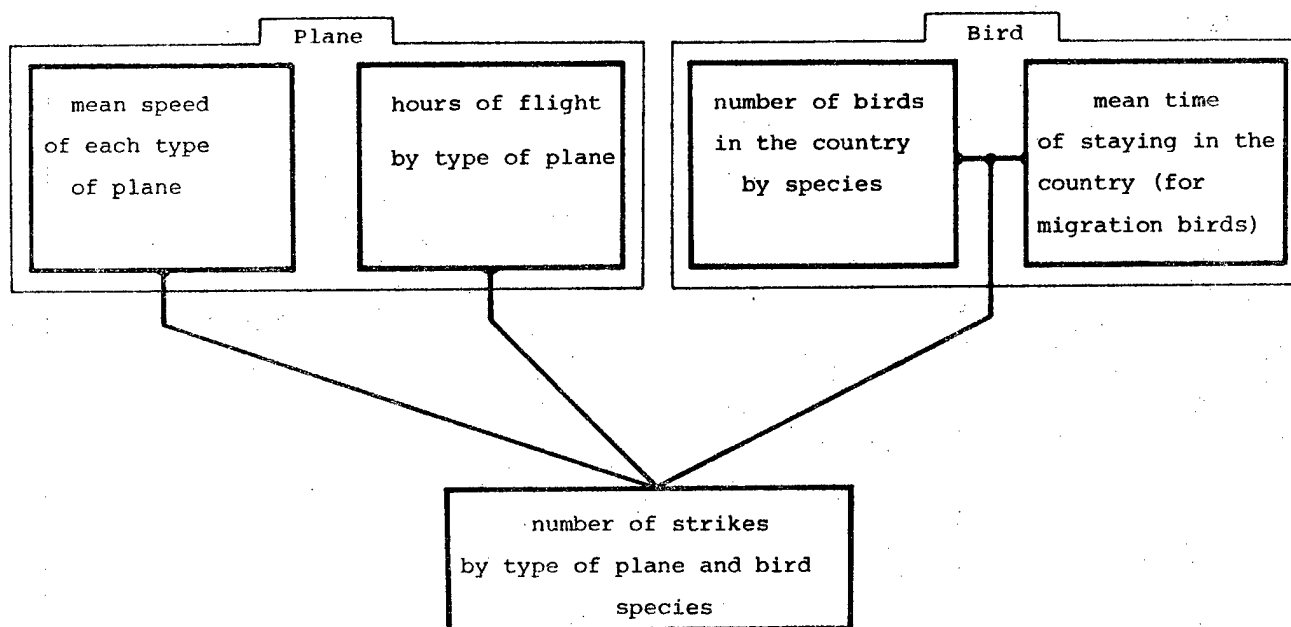 Plane
mean speed
of each type
of plane
hours of flight
by type of plane
Bird
number of birds
in the country
by species
mean time
of staying in the
country (for
migration birds)
number of strikes
by type of plane and bird
species